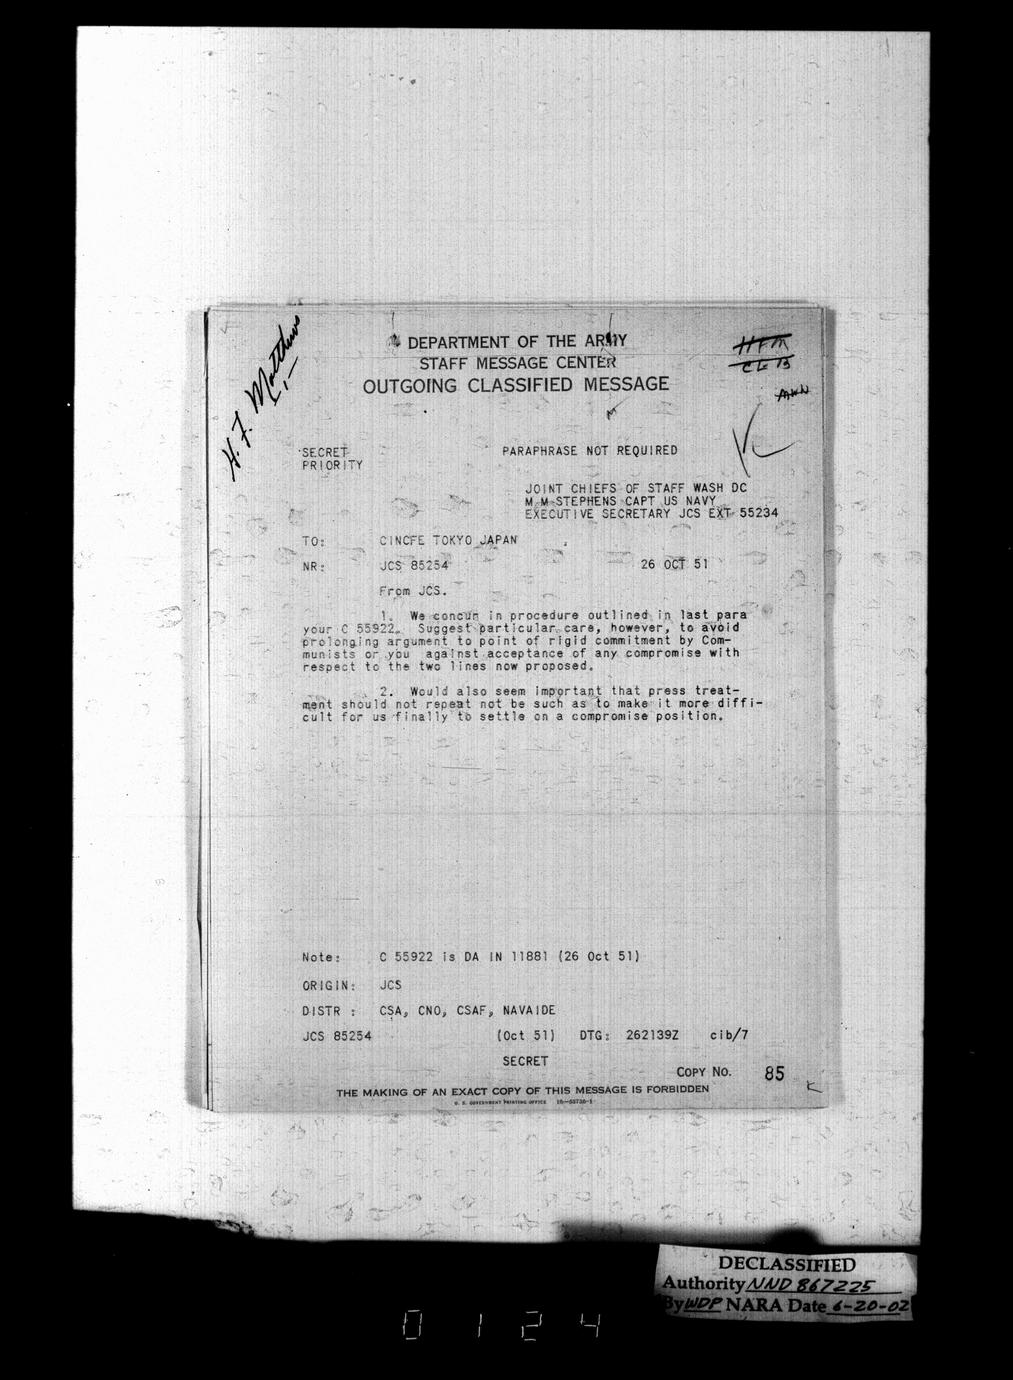 H. F. Matthews
DEPARTMENT OF THE ARMY
STAFF MESSAGE CENTER
OUTGOING CLASSIFIED MESSAGE
HFM
SECRET
PRIORITY
PARAPHRASE NOT REQUIRED
JOINT CHIEFS OF STAFF WASH DC
M M STEPHENS CAPT US NAVY
EXECUTIVE SECRETARY JCS EXT 55234
TO: CINCFE TOKYO JAPAN
NR: JCS 85254 26 OCT 51
From JCS.
1. We concur in procedure outlined in last para
your C 55922. Suggest particular care, however, to avoid
prolonging argument to point of rigid commitment by Com-
munists or you against acceptance of any compromise with
respect to the two lines now proposed.
2. Would also seem important that press treat-
ment should not repeat not be such as to make it more diffi-
cult for us finally to settle on a compromise position.
Note: C 55922 is DA IN 11881 (26 Oct 51)
ORIGIN: JCS
DISTR : CSA, CNO, CSAF, NAVAIDE
JCS 85254 (Oct 51) DTG: 262139Z cib/7
SECRET
COPY NO. 85
THE MAKING OF AN EXACT COPY OF THIS MESSAGE IS FORBIDDEN
U. S. GOVERNMENT PRINTING OFFICE
DECLASSIFIED
Authority NND 867225
By WDP NARA Date 6-20-02
0124